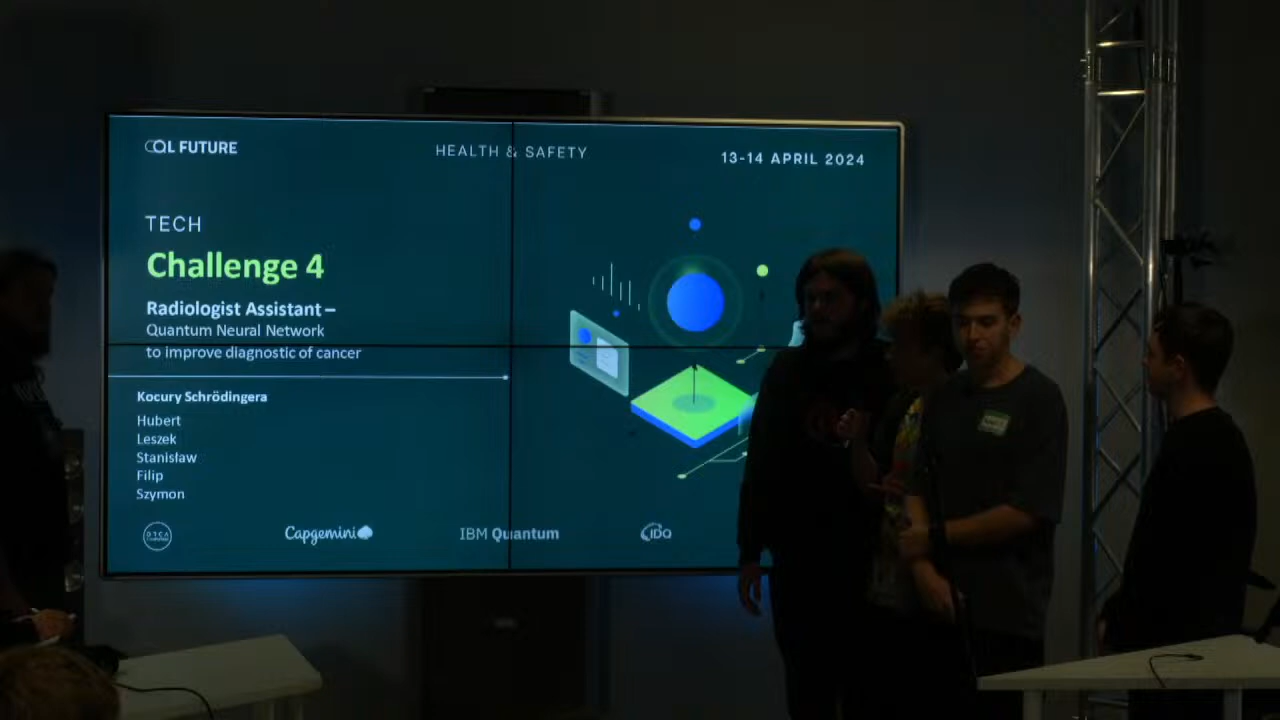 QL FUTURE
HEALTH & SAFETY
13-14 APRIL 2024
TECH
Challenge 4
Radiologist Assistant –
Quantum Neural Network
to improve diagnostic of cancer
Kocury Schrödingera
Hubert
Leszek
Stanisław
Filip
Szymon
Capgemini
IBM Quantum
IDQ